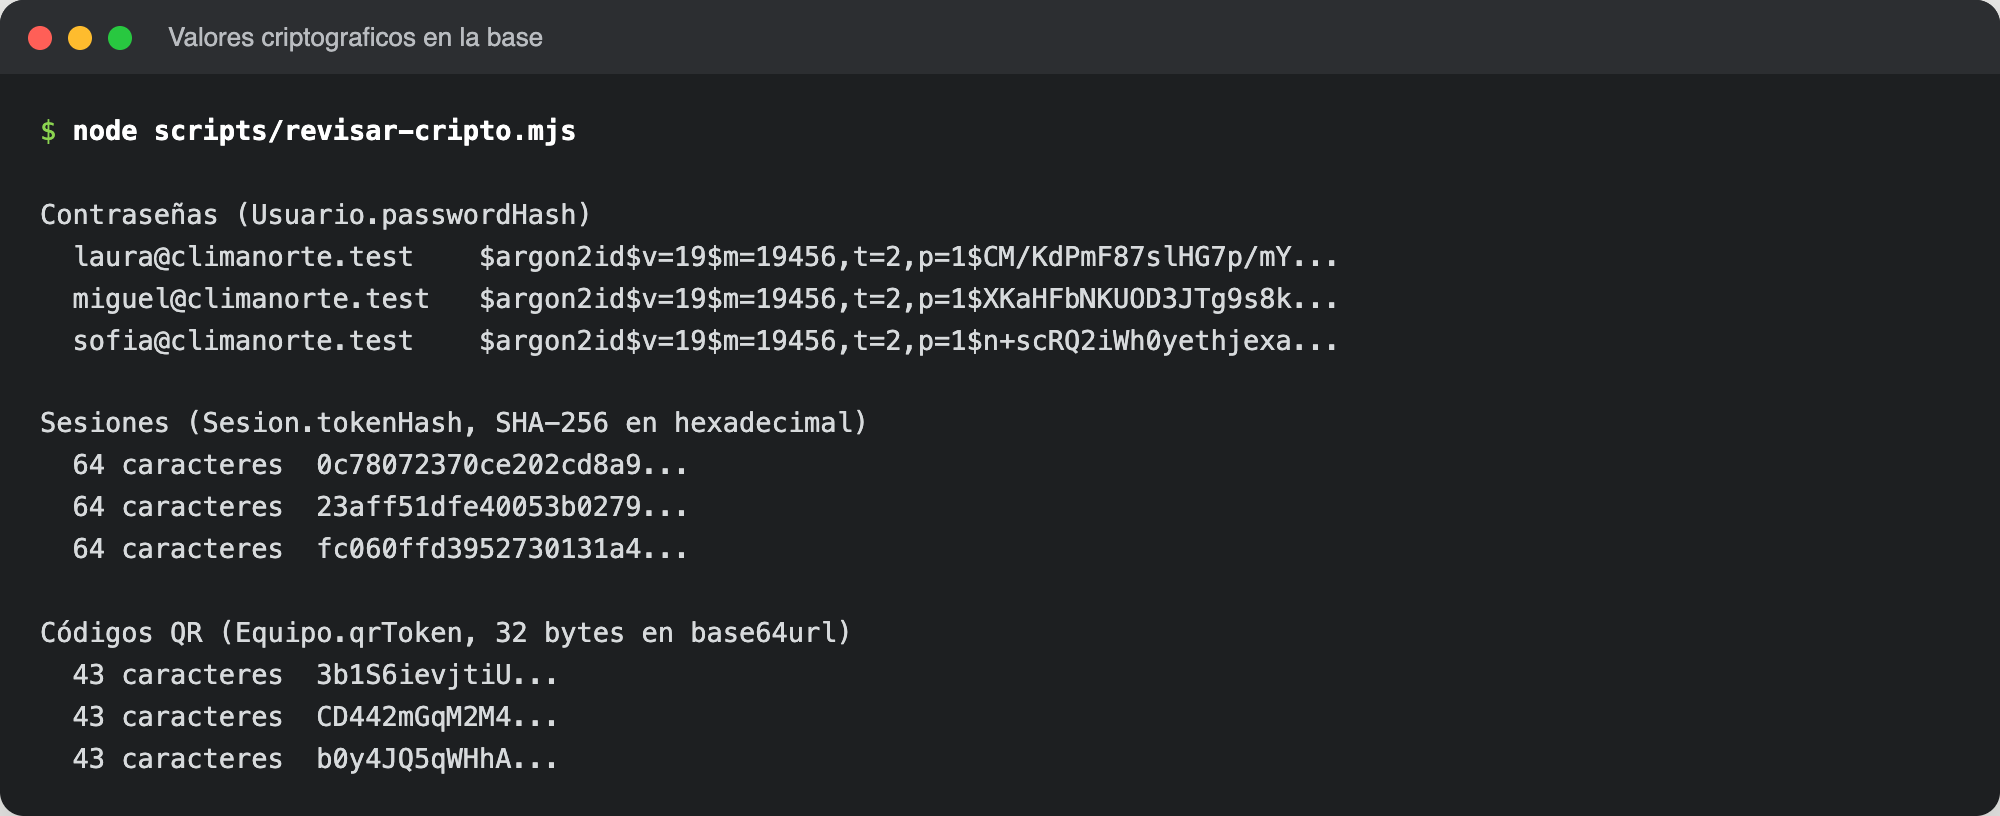 Valores criptograficos en la base
$ node scripts/revisar-cripto.mjs
Contraseñas (Usuario.passwordHash)
laura@climanorte.test $argon2id$v=19$m=19456,t=2,p=1$CM/KdPmF87slHG7p/mY...
miguel@climanorte.test $argon2id$v=19$m=19456,t=2,p=1$XKaHFbNKUOD3JTg9s8k...
sofia@climanorte.test $argon2id$v=19$m=19456,t=2,p=1$n+scRQ2iWh0yethjexa...
Sesiones (Sesion.tokenHash, SHA-256 en hexadecimal)
64 caracteres 0c78072370ce202cd8a9...
64 caracteres 23aff51dfe40053b0279...
64 caracteres fc060ffd3952730131a4...
Códigos QR (Equipo.qrToken, 32 bytes en base64url)
43 caracteres 3b1S6ievjtiU...
43 caracteres CD442mGqM2M4...
43 caracteres b0y4JQ5qWHhA...